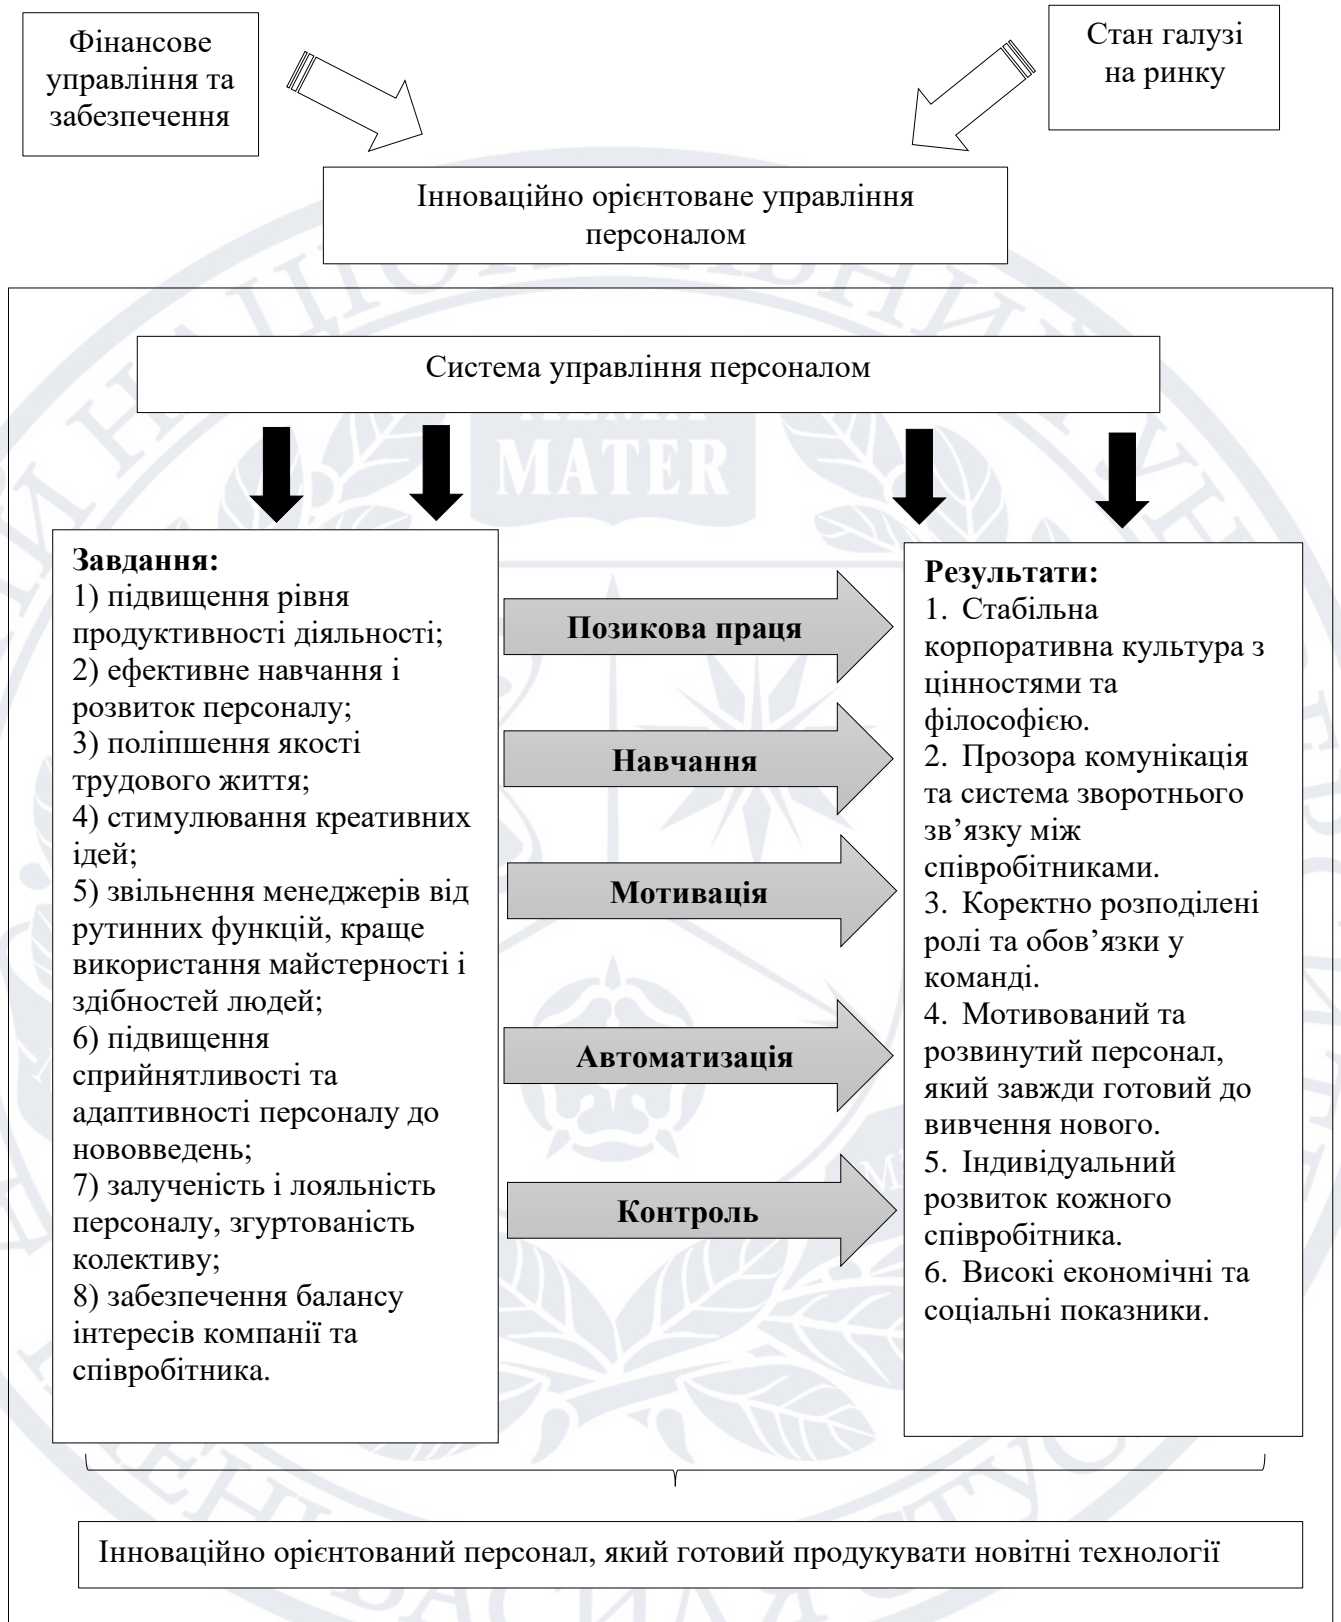 Фінансове
управління та
забезпечення
Стан галузі
на ринку
Інноваційно орієнтоване управління
персоналом
Система управління персоналом
MATER
Завдання:
1) підвищення рівня
продуктивності діяльності;
2) ефективне навчання і
розвиток персоналу;
3) поліпшення якості
трудового життя;
4) стимулювання креативних
ідей;
5) звільнення менеджерів від
рутинних функцій, краще
використання майстерності і
здібностей людей;
6) підвищення
сприйнятливості та
адаптивності персоналу до
нововведень;
7) залученість і лояльність
персоналу, згуртованість
колективу;
8) забезпечення балансу
інтересів компанії та
співробітника.
Позикова праця
Навчання
Мотивація
Автоматизація
Контроль
Результати:
1. Стабільна
корпоративна культура з
цінностями та
філософією.
2. Прозора комунікація
та система зворотнього
зв’язку між
співробітниками.
3. Коректно розподілені
ролі та обов’язки у
команді.
4. Мотивований та
розвинутий персонал,
який завжди готовий до
вивчення нового.
5. Індивідуальний
розвиток кожного
співробітника.
6. Високі економічні та
соціальні показники.
Інноваційно орієнтований персонал, який готовий продукувати новітні технології